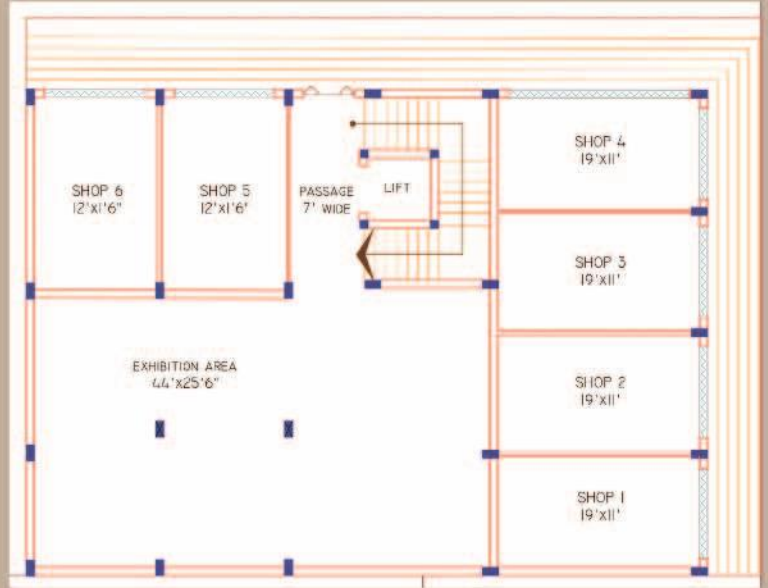 SHOP 6
12'X1'6"
SHOP 5
12'X1'6'
PASSAGE
7' WIDE
LIFT
SHOP 4
19'X11'
SHOP 3
19'X11'
EXHIBITION AREA
44'X25'6"
SHOP 2
19'X11'
SHOP 1
19'X11'